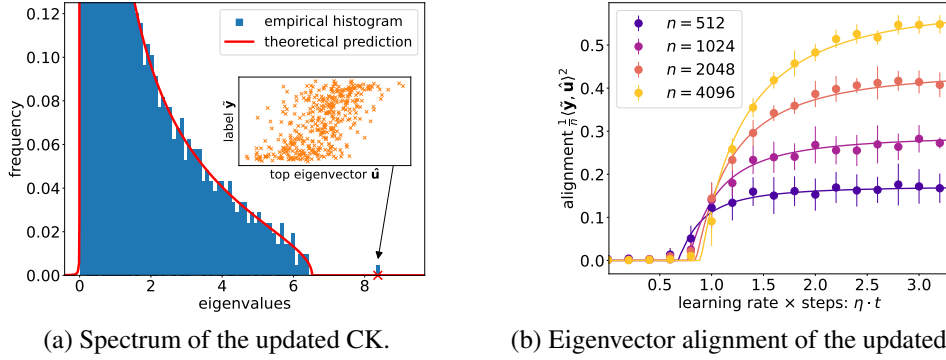 empirical histogram
theoretical prediction
0.12
0.10
0.08
0.06
0.04
0.02
0.00
frequency
label ỹ
top eigenvector û
0 2 4 6 8
eigenvalues
(a) Spectrum of the updated CK.
n = 512
n = 1024
n = 2048
n = 4096
0.5
0.4
0.3
0.2
0.1
0.0
alignment 1/n ⟨ỹ, û⟩²
0.5 1.0 1.5 2.0 2.5 3.0
learning rate × steps: η · t
(b) Eigenvector alignment of the updated